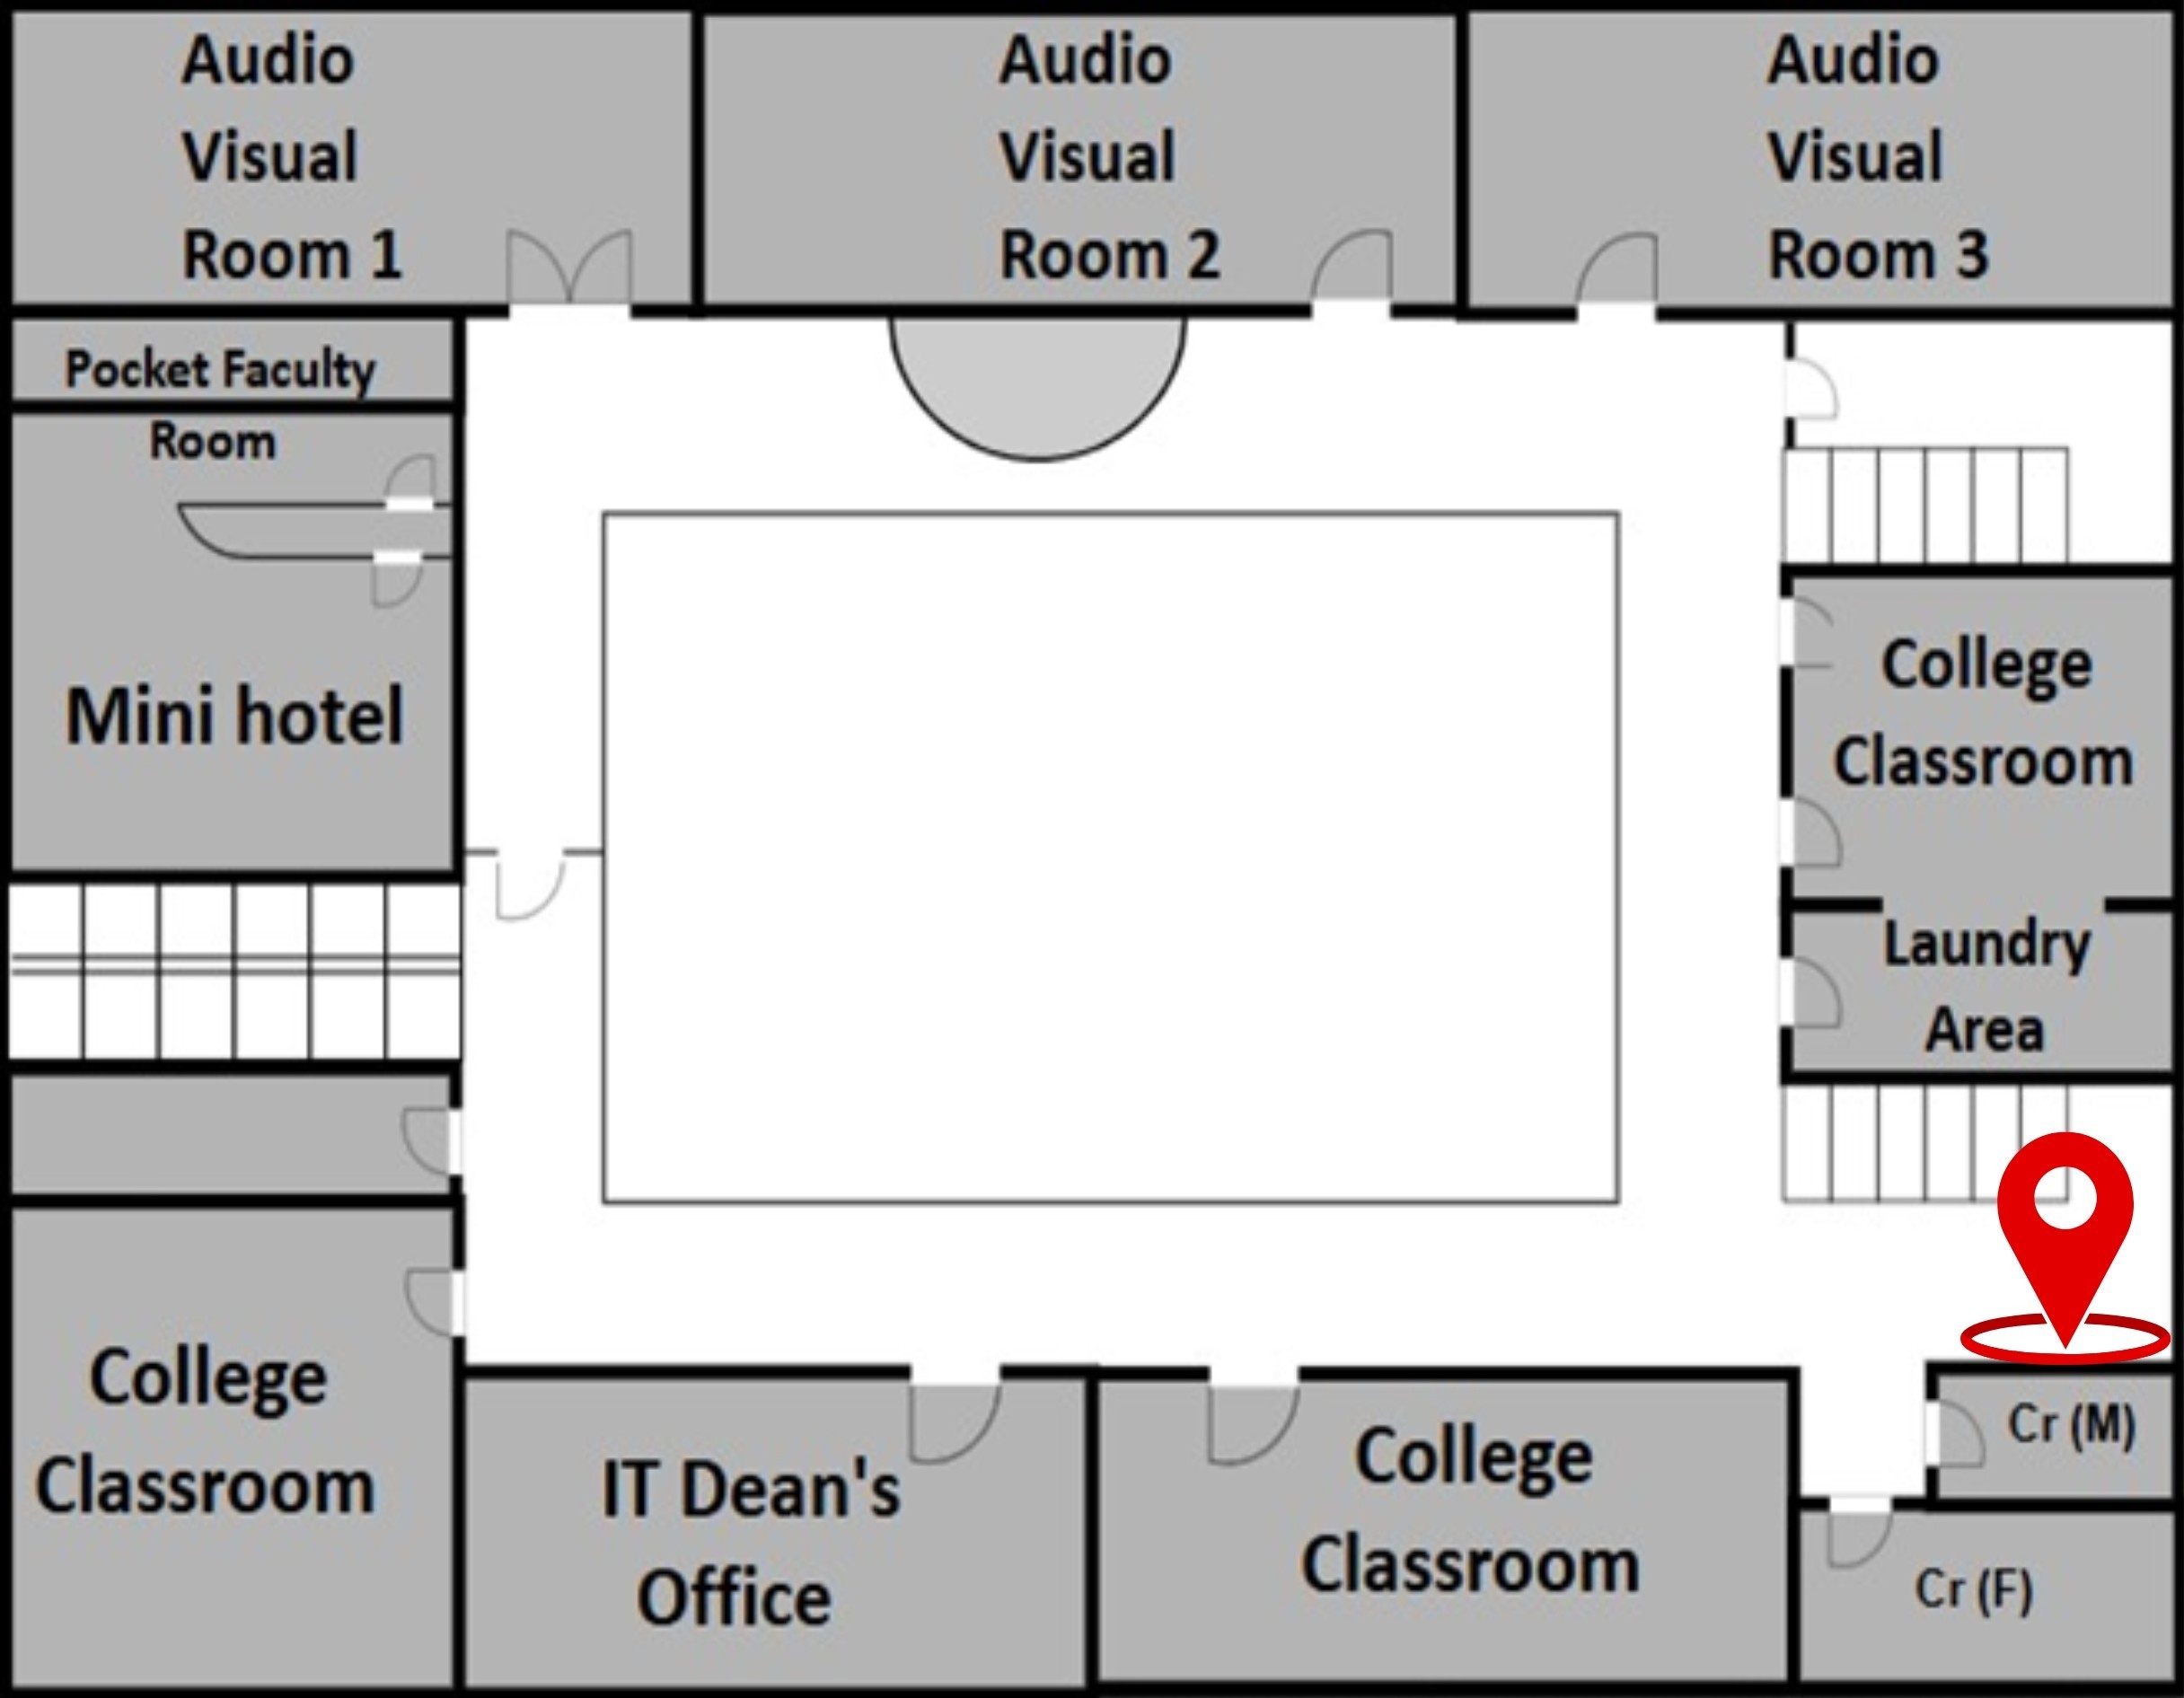 Audio
Visual
Room 1
Audio
Visual
Room 2
Audio
Visual
Room 3
Pocket Faculty
Room
Mini hotel
College
Classroom
Laundry
Area
College
Classroom
IT Dean's
Office
College
Classroom
Cr (M)
Cr (F)